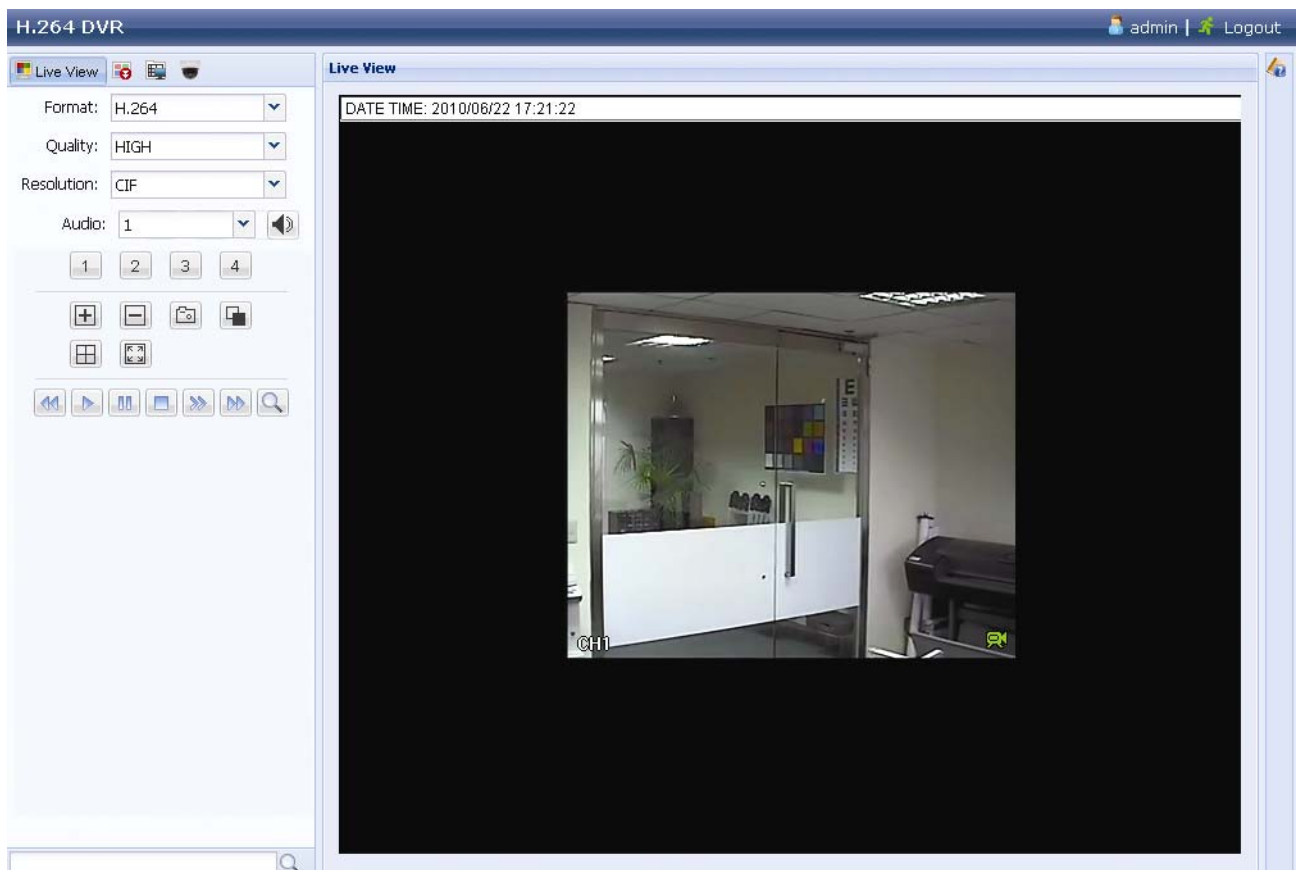 H.264 DVR
admin | Logout
Live View
Live View
Format: H.264
Quality: HIGH
Resolution: CIF
Audio: 1
1 2 3 4
DATE TIME: 2010/06/22 17:21:22
E
CH1